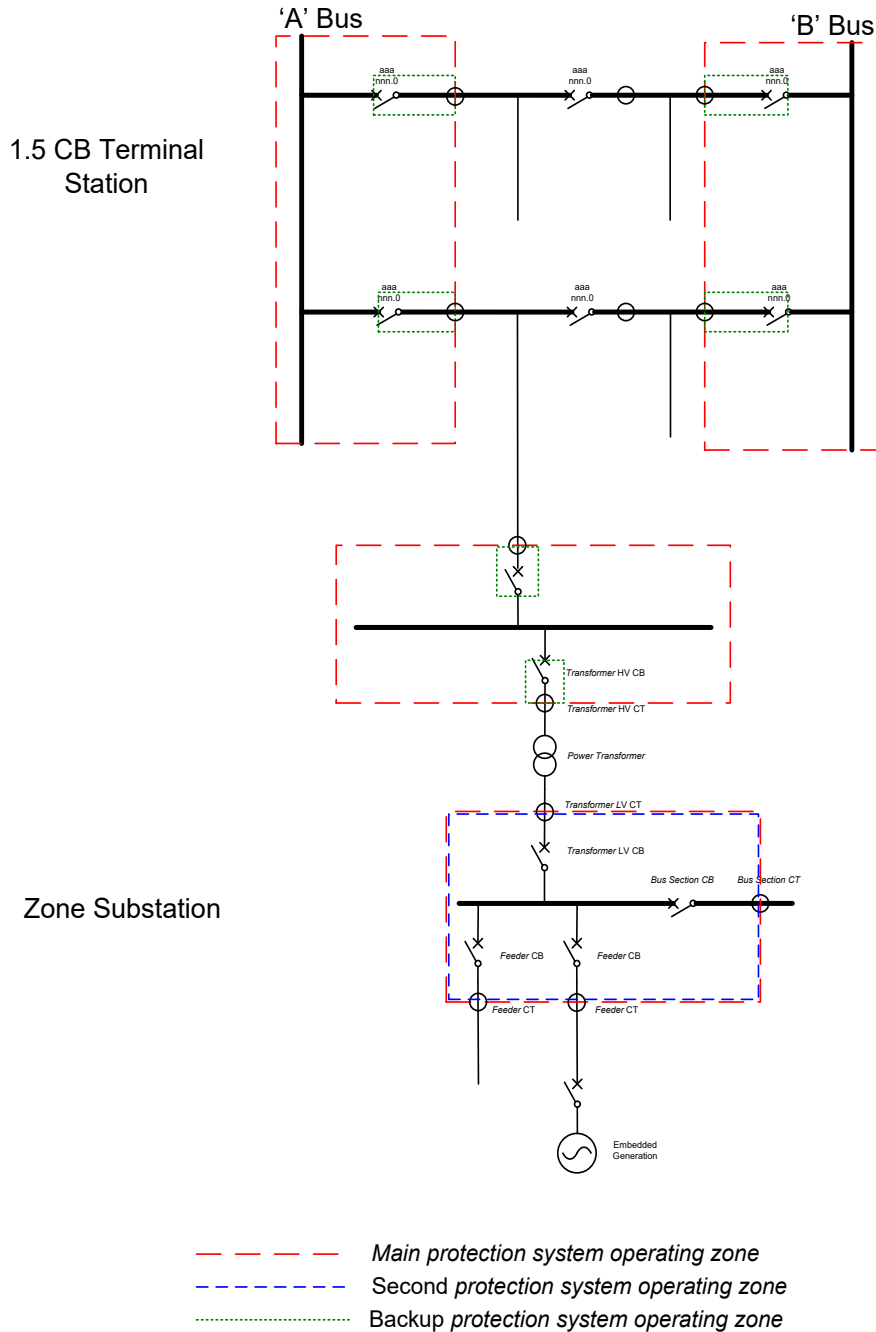 ‘A’ Bus
‘B’ Bus
aaa
nnn.0
aaa
nnn.0
aaa
nnn.0
1.5 CB Terminal
Station
aaa
nnn.0
aaa
nnn.0
aaa
nnn.0
Transformer HV CB
Transformer HV CT
Power Transformer
Transformer LV CT
Transformer LV CB
Bus Section CB
Bus Section CT
Zone Substation
Feeder CB
Feeder CB
Feeder CT
Feeder CT
Embedded
Generation
Main protection system operating zone
Second protection system operating zone
Backup protection system operating zone